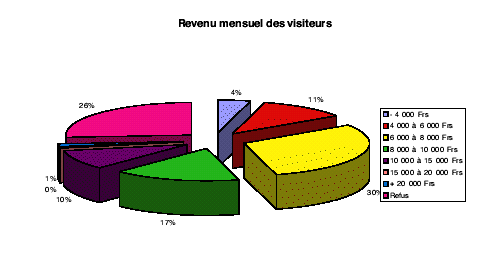 Revenu mensuel des visiteurs
4%
11%
26%
30%
17%
10%
0%
1%
- 4 000 Frs
4 000 à 6 000 Frs
6 000 à 8 000 Frs
8 000 à 10 000 Frs
10 000 à 15 000 Frs
15 000 à 20 000 Frs
+ 20 000 Frs
Refus